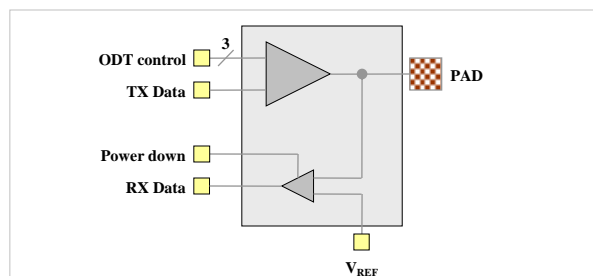 3
ODT control
PAD
TX Data
Power down
RX Data
VREF